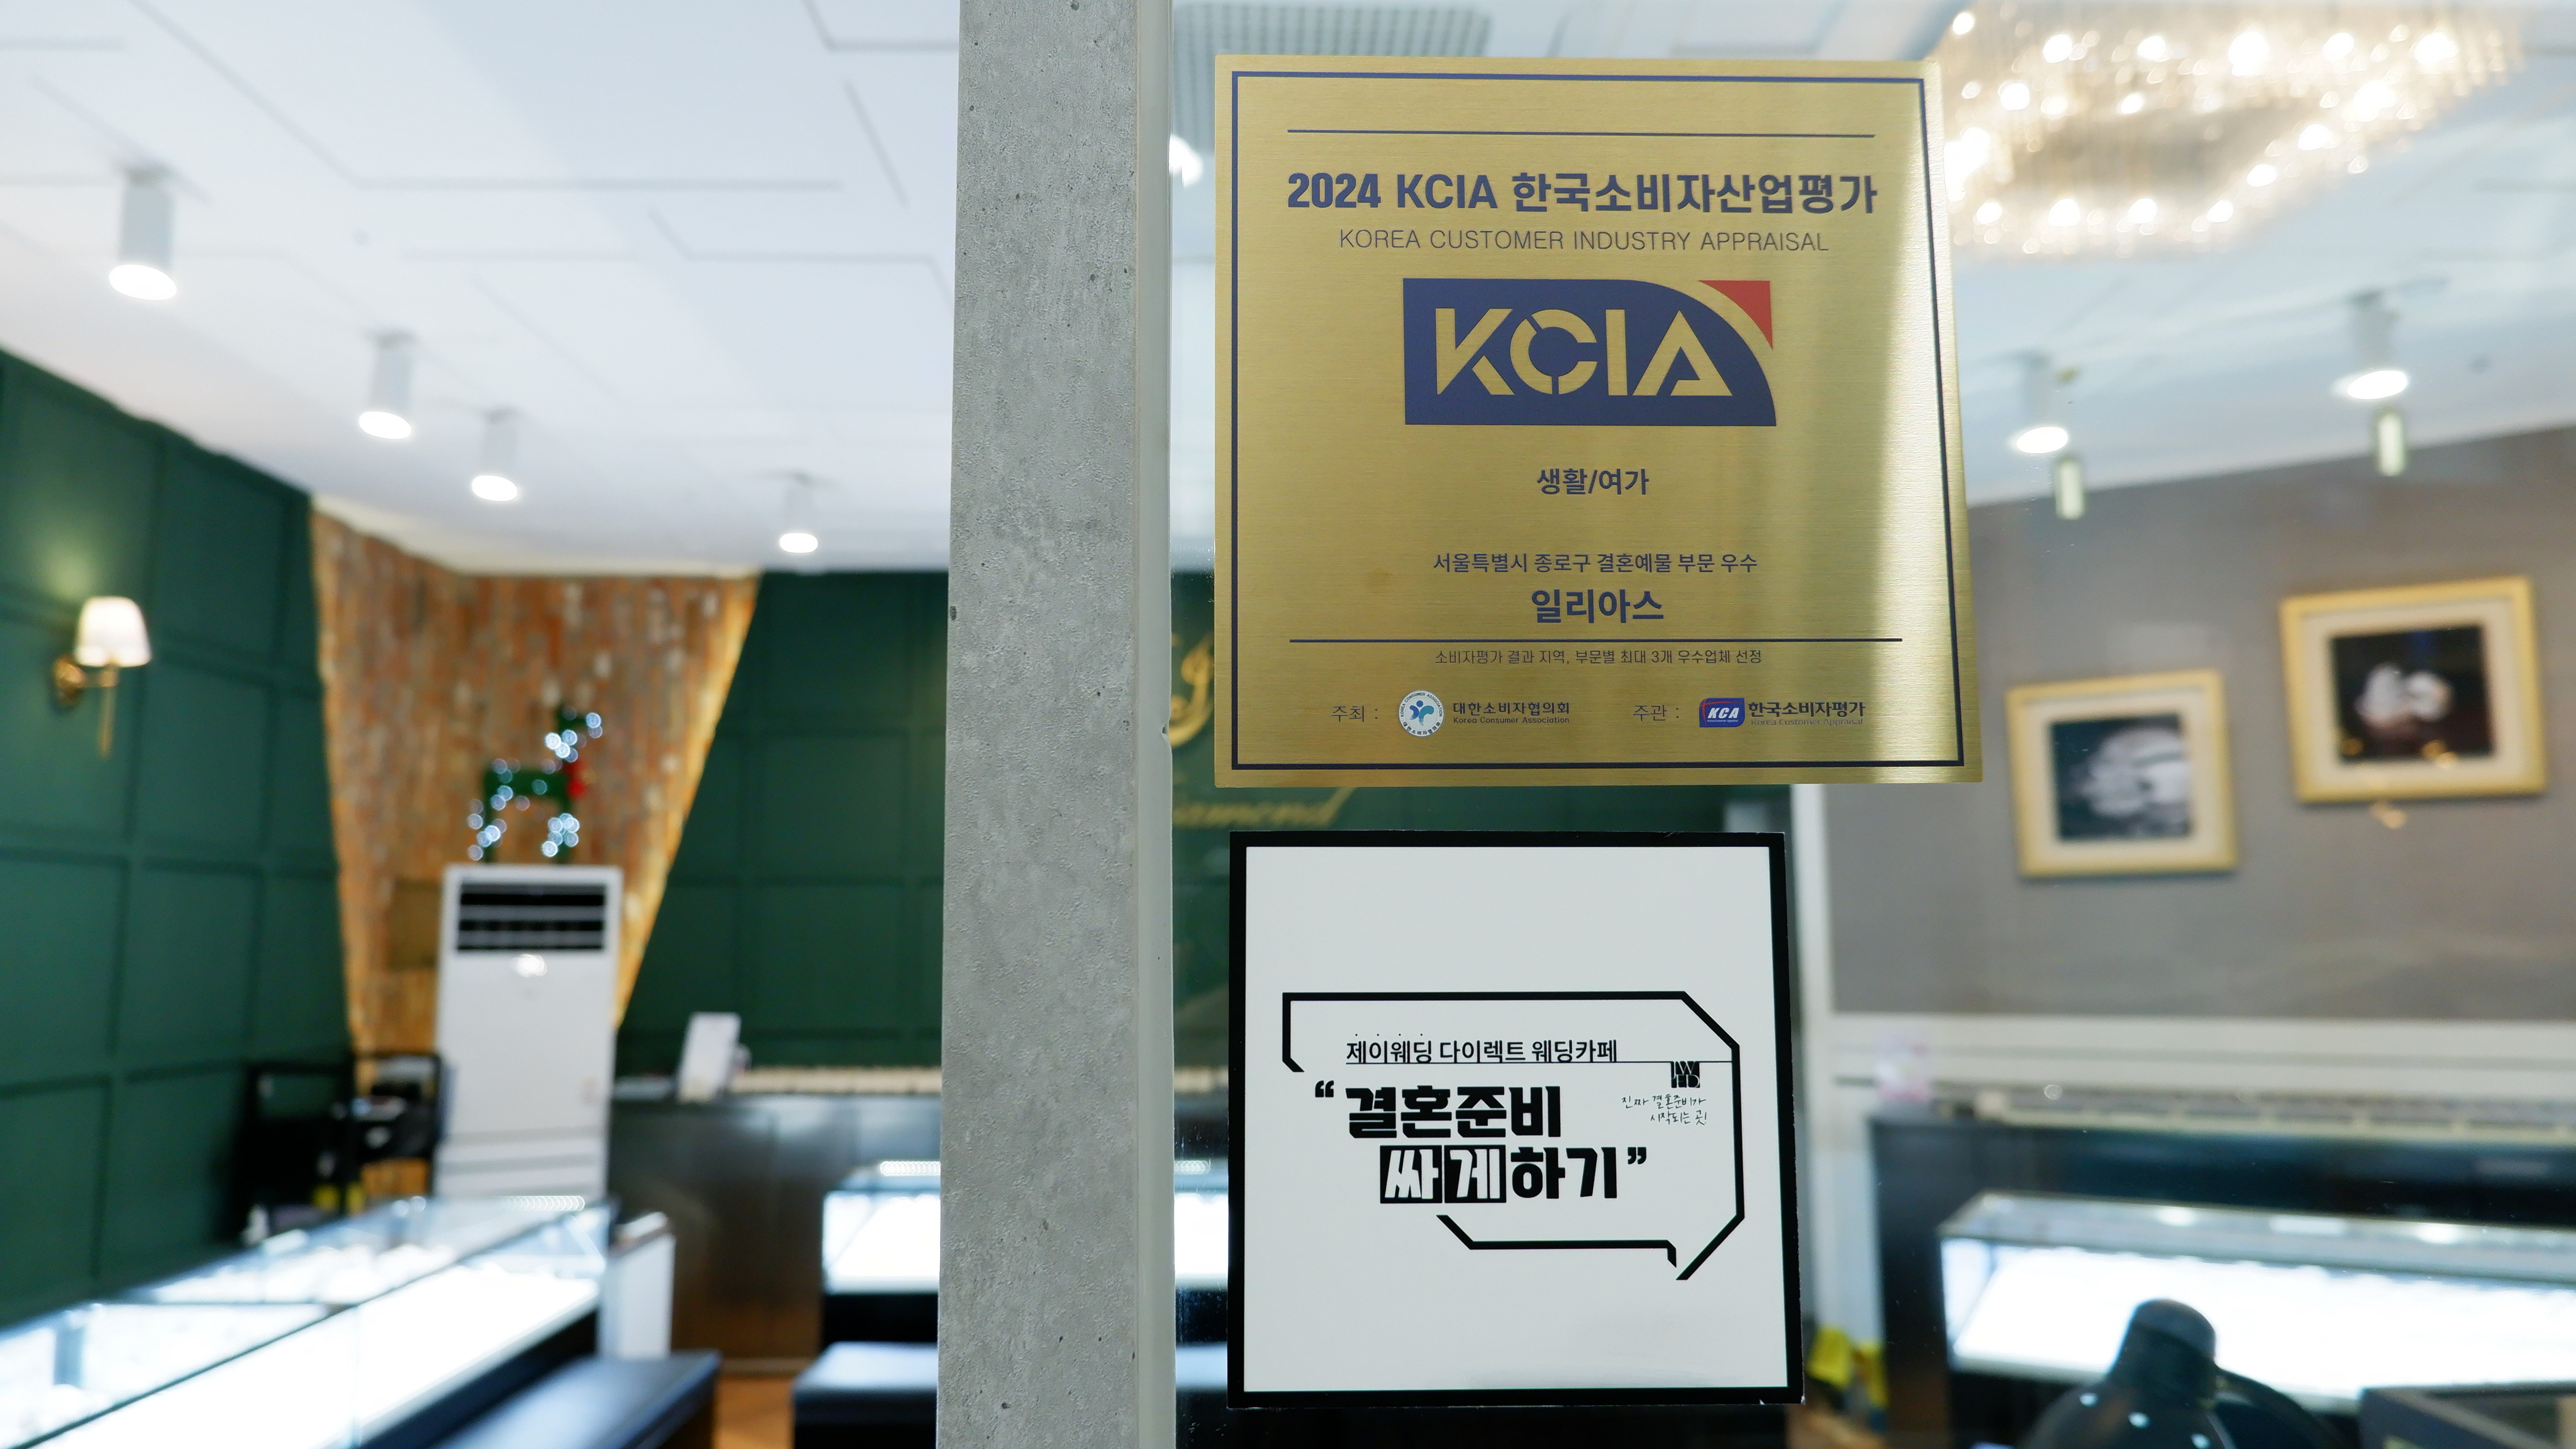 2024 KCIA 한국소비자산업평가
KOREA CUSTOMER INDUSTRY APPRAISAL
KCIA
생활/여가
서울특별시 종로구 결혼예물 부문 우수
일리아스
소비자평가 결과 지역, 부문별 최대 3개 우수업체 선정
주최 : 대한소비자협의회 주관 : KCA 한국소비자평가
Korea Consumer Association Korea Customer Appraisal
제이웨딩 다이렉트 웨딩카페
“결혼준비
싸게하기”
진짜 결혼준비가
시작되는 곳!